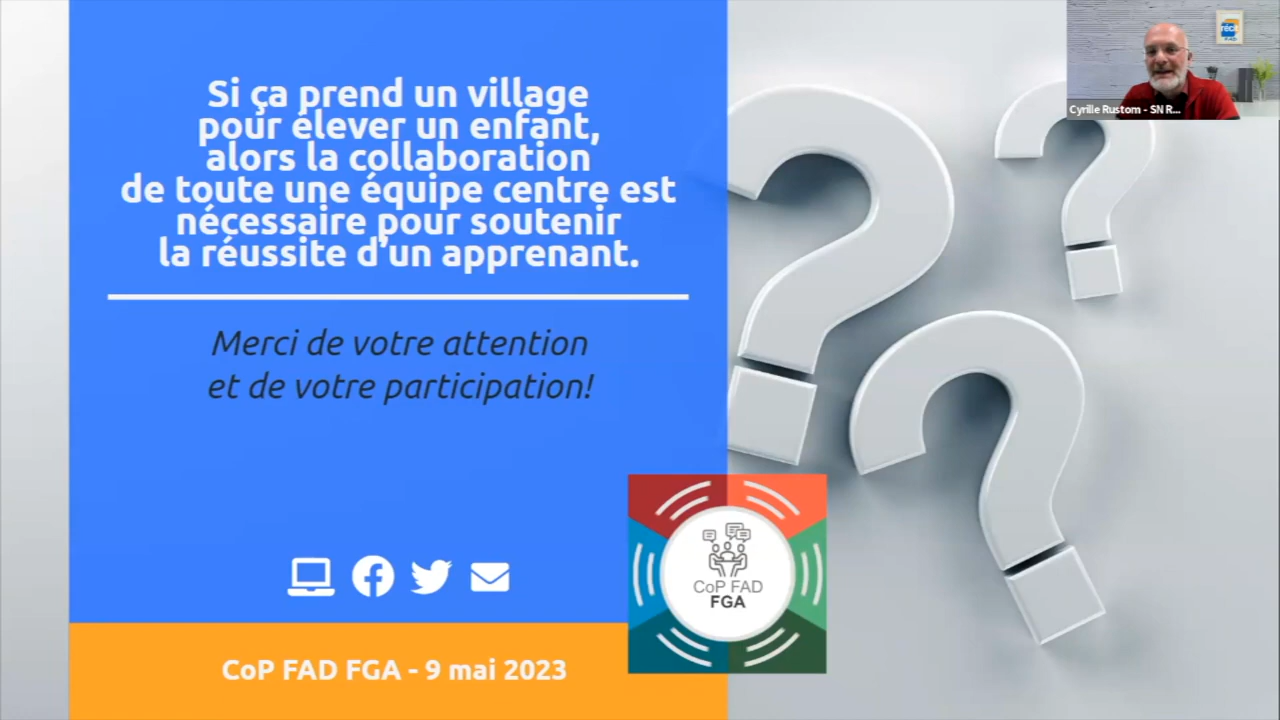 Si ça prend un village
pour élever un enfant,
alors la collaboration
de toute une équipe centre est
nécessaire pour soutenir
la réussite d'un apprenant.
Merci de votre attention
et de votre participation!
CoP FAD
FGA
CoP FAD FGA - 9 mai 2023
récit
FAD
Cyrille Rustom - SN R...